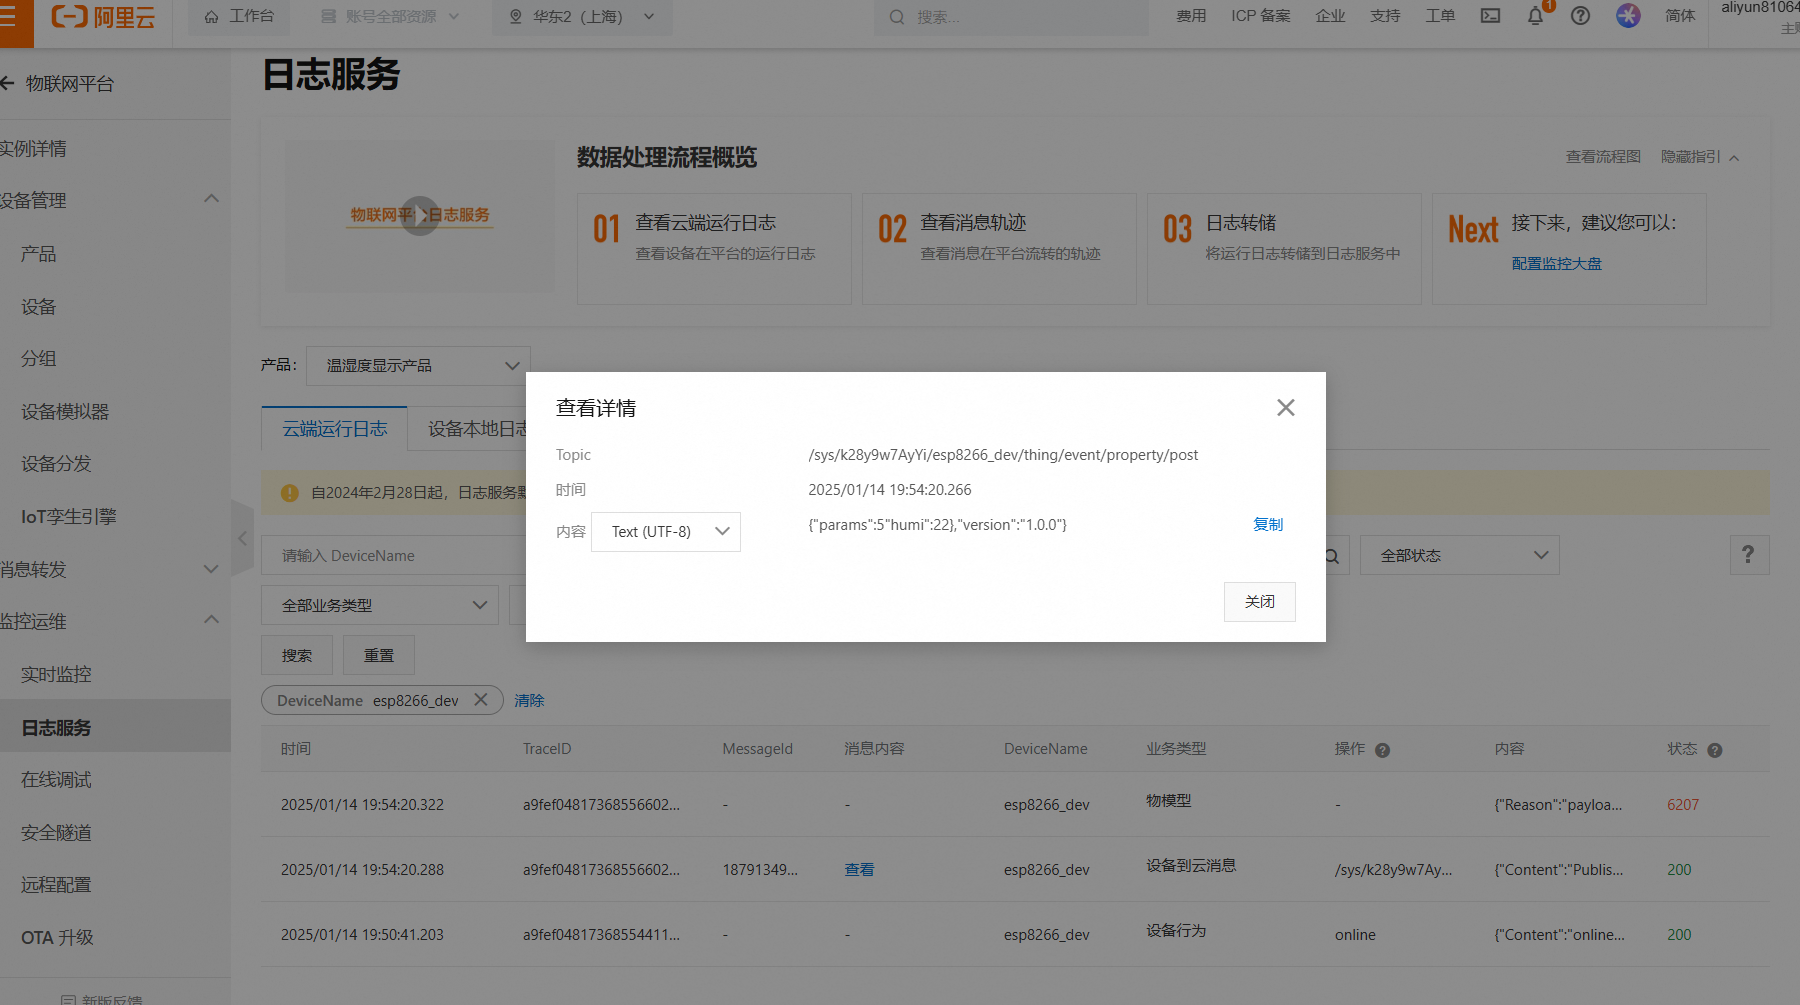 阿里云
工作台
账号全部资源
华东2（上海）
搜索...
费用
ICP 备案
企业
支持
工单
1
简体
aliyun81064
物联网平台
实例详情
设备管理
产品
设备
分组
设备模拟器
设备分发
IoT孪生引擎
消息转发
监控运维
实时监控
日志服务
在线调试
安全隧道
远程配置
OTA 升级
新版反馈
日志服务
物联网平台日志服务
数据处理流程概览
查看流程图
隐藏指引
01 查看云端运行日志
查看设备在平台的运行日志
02 查看消息轨迹
查看消息在平台流转的轨迹
03 日志转储
将运行日志转储到日志服务中
Next 接下来，建议您可以：
配置监控大盘
产品： 温湿度显示产品
云端运行日志
设备本地日志
自2024年2月28日起，日志服务
请输入 DeviceName
全部状态
?
全部业务类型
搜索
重置
DeviceName esp8266_dev
清除
查看详情
Topic /sys/k28y9w7AyYi/esp8266_dev/thing/event/property/post
时间 2025/01/14 19:54:20.266
内容 Text (UTF-8) {"params":5"humi":22},"version":"1.0.0"} 复制
关闭
时间 TraceID MessageId 消息内容 DeviceName 业务类型 操作 ? 内容 状态 ?
2025/01/14 19:54:20.322 a9fef04817368556602... - - esp8266_dev 物模型 - {"Reason":"payloa... 6207
2025/01/14 19:54:20.288 a9fef04817368556602... 18791349... 查看 esp8266_dev 设备到云消息 /sys/k28y9w7Ay... {"Content":"Publis... 200
2025/01/14 19:50:41.203 a9fef04817368554411... - - esp8266_dev 设备行为 online {"Content":"online... 200